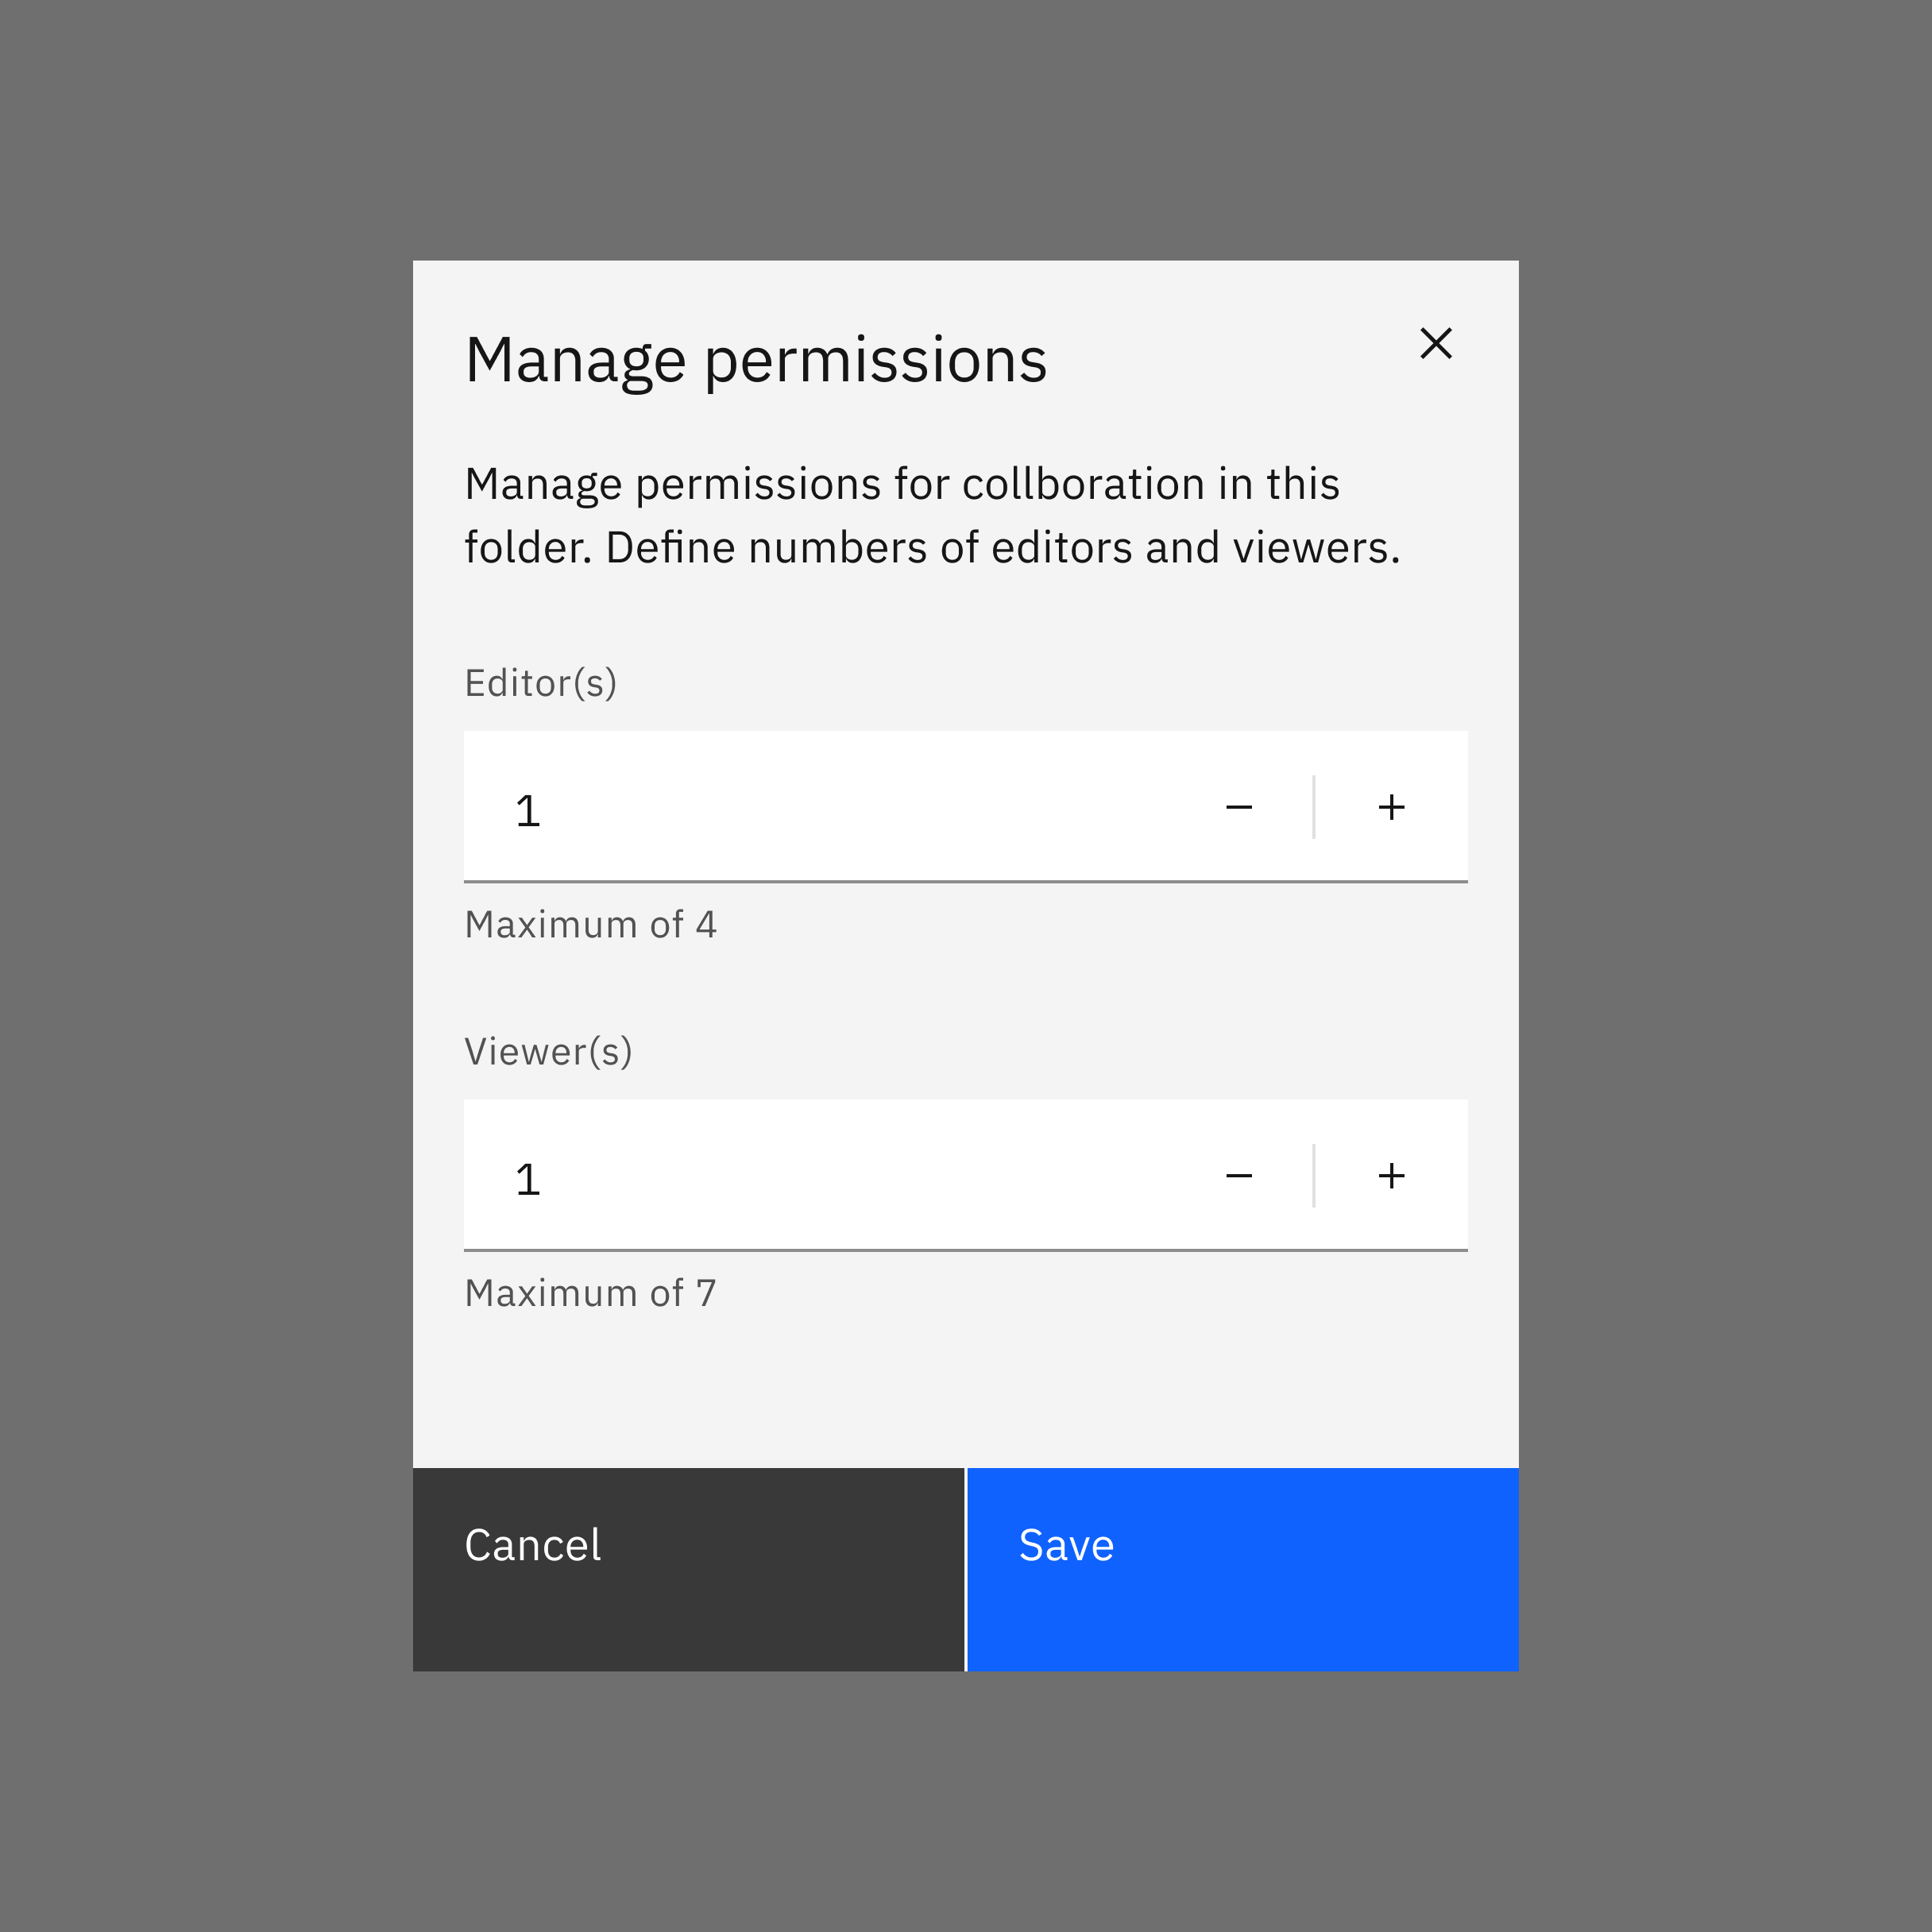 Manage permissions
Manage permissions for collboration in this
folder. Define numbers of editors and viewers.
Editor(s)
1
Maximum of 4
Viewer(s)
1
Maximum of 7
Cancel
Save